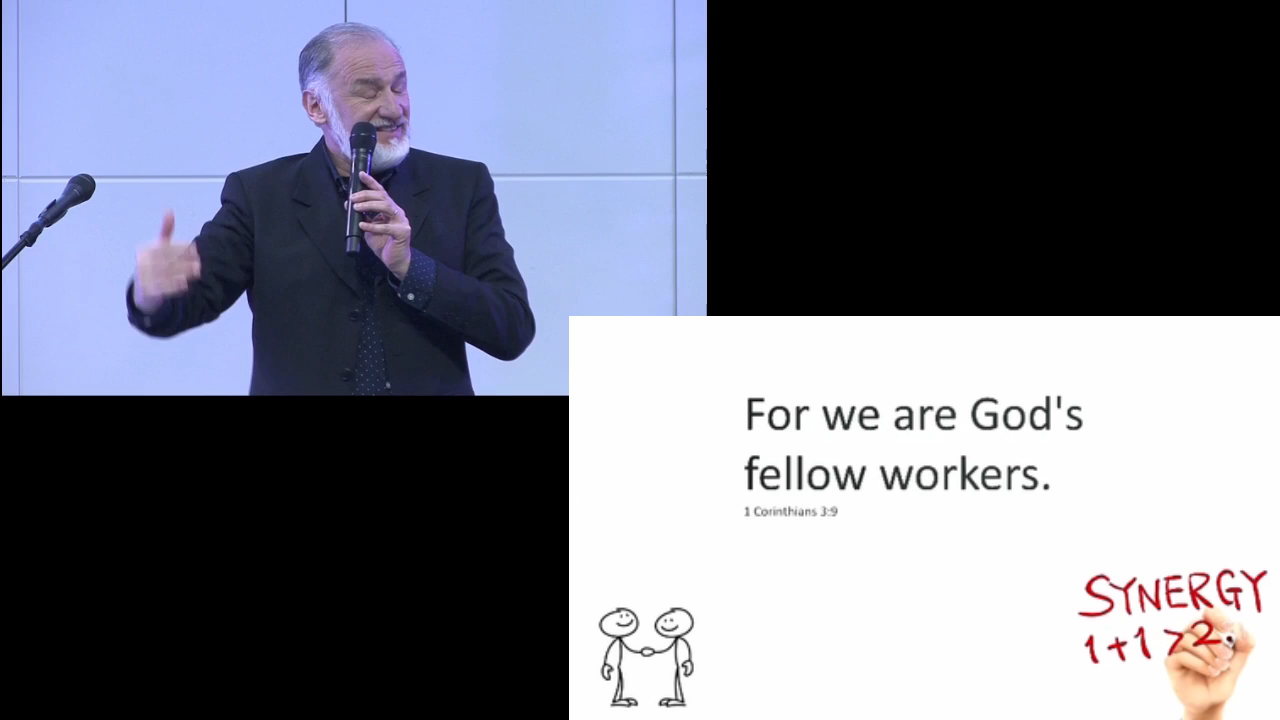 For we are God's
fellow workers.
1 Corinthians 3:9
SYNERGY
1+1>2